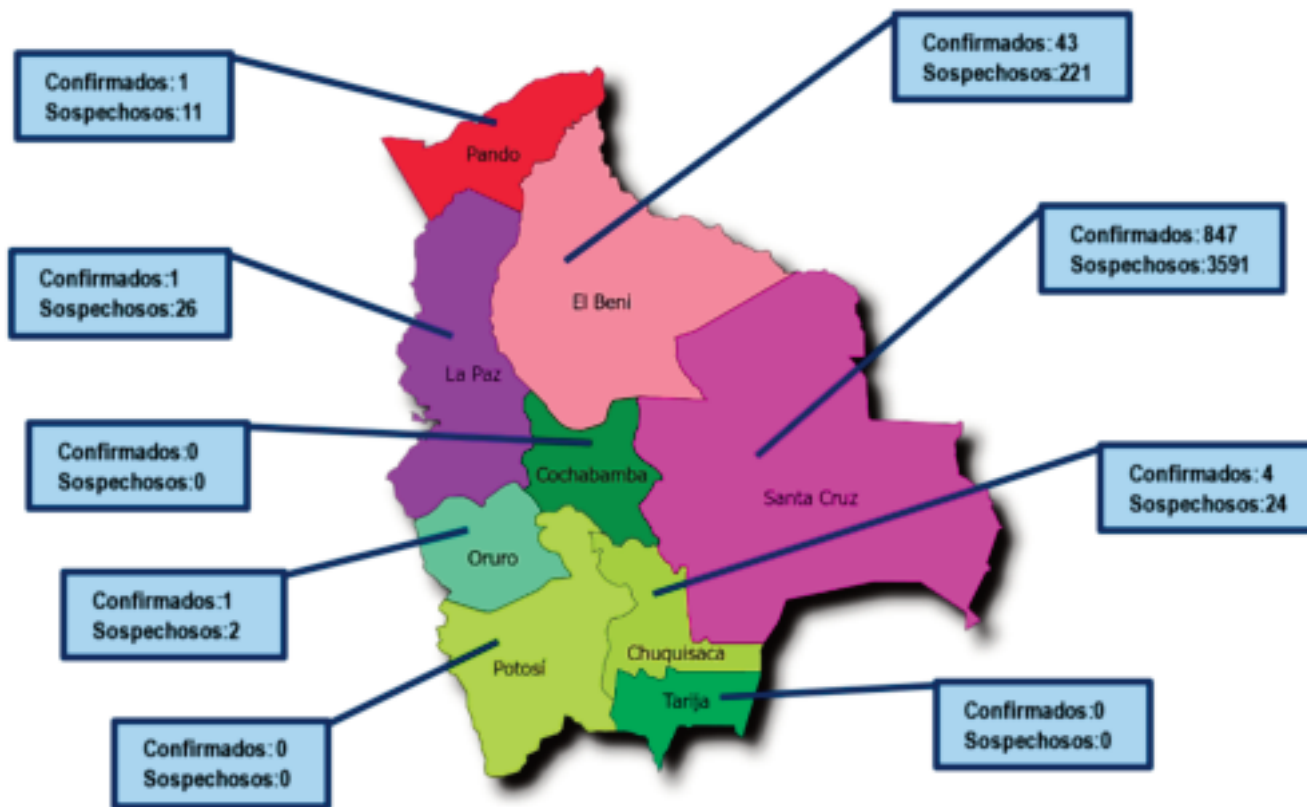 Confirmados: 43
Sospechosos:221
Confirmados: 1
Sospechosos:11
Pando
Confirmados: 847
Sospechosos:3591
Confirmados:1
Sospechosos:26
El Beni
La Paz
Confirmados:0
Sospechosos:0
Cochabamba
Santa Cruz
Confirmados: 4
Sospechosos:24
Oruro
Confirmados:1
Sospechosos:2
Chuquisaca
Potosí
Tarija
Confirmados:0
Sospechosos:0
Confirmados: 0
Sospechosos:0